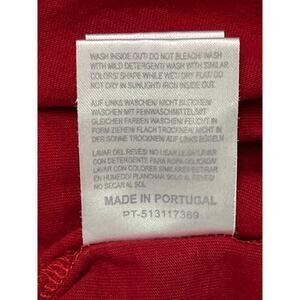 WASH INSIDE OUT/ DO NOT BLEACH/ WASH
WITH MILD DETERGENT/ WASH WITH SIMILAR
COLORS/ SHAPE WHILE WET/ DRY FLAT/ DO
NOT DRY IN SUNLIGHT/ IRON INSIDE OUT.
AUF LINKS WASCHEN/ NICHT BLEICHEN/
WASCHEN MIT FEINWASCHMITTEL/MIT
GLEICHEN FARBEN WASCHEN/ FEUCHT IN
FORM ZIEHEN/ FLACH TROCKNEN/ NICHT IN
DER SONNE TROCKNEN/ AUF LINKS BÜGELN
LAVAR DEL REVÉS/ NO USAR LEJÍA/ LAVAR
CON DETERGENTE PARA ROPA DELICADA/
LAVAR CON COLORES SIMILARES/ ESTIRAR EN
EN HÚMEDO/ PLANCHAR DEL REVÉS/
NO SECAR AL SOL
MADE IN PORTUGAL
PT-513117369